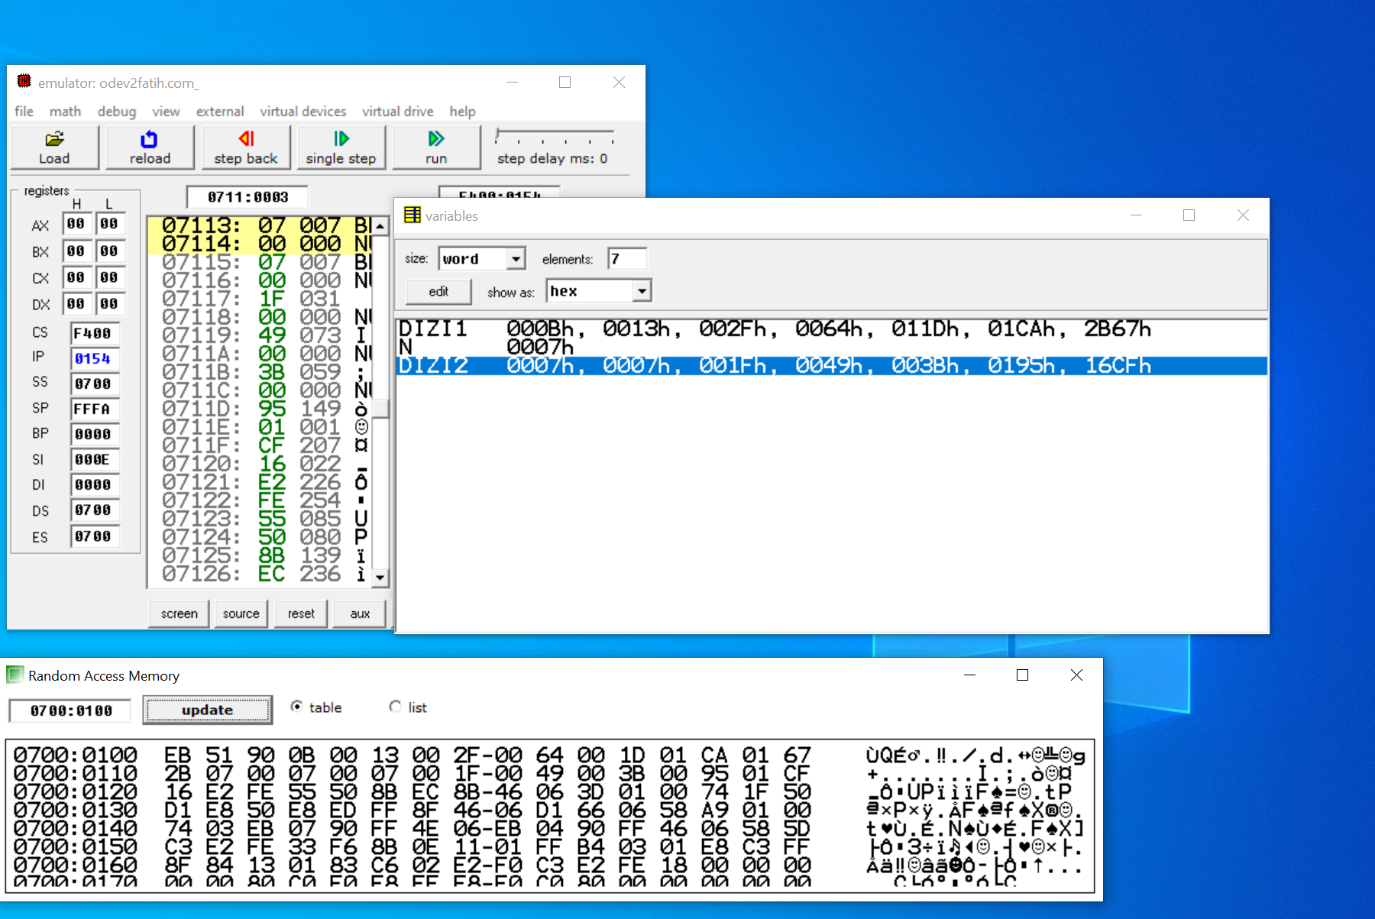 emulator: odev2fatih.com_
file math debug view external virtual devices virtual drive help
Load reload step back single step run step delay ms: 0
registers
H L
AX 00 00
BX 00 00
CX 00 00
DX 00 00
CS F400
IP 0154
SS 0700
SP FFFA
BP 0000
SI 000E
DI 0000
DS 0700
ES 0700
0711:0003
F400:0154
07113: 07 007
07114: 00 000
07115: 07 007
07116: 00 000
07117: 1F 031
07118: 00 000
07119: 49 073 I
0711A: 00 000
0711B: 3B 059 ;
0711C: 00 000
0711D: 95 149 ò
0711E: 01 001 ☺
0711F: CF 207 ¤
07120: 16 022 ▬
07121: E2 226 Ô
07122: FE 254 ■
07123: 55 085 U
07124: 50 080 P
07125: 8B 139 ï
07126: EC 236 ì
screen source reset aux
variables
size: word elements: 7
edit show as: hex
DIZI1 000Bh, 0013h, 002Fh, 0064h, 011Dh, 01CAh, 2B67h
N 0007h
DIZI2 0007h, 0007h, 001Fh, 0049h, 003Bh, 0195h, 16CFh
Random Access Memory
0700:0100 update table list
0700:0100 EB 51 90 0B 00 13 00 2F-00 64 00 1D 01 CA 01 67
0700:0110 2B 07 00 07 00 07 00 1F-00 49 00 3B 00 95 01 CF
0700:0120 16 E2 FE 55 50 8B EC 8B-46 06 3D 01 00 74 1F 50
0700:0130 D1 E8 50 E8 ED FF 8F 46-06 D1 66 06 58 A9 01 00
0700:0140 74 03 EB 07 90 FF 4E 06-EB 04 90 FF 46 06 58 5D
0700:0150 C3 E2 FE 33 F6 8B 0E 11-01 FF B4 03 01 E8 C3 FF
0700:0160 8F 84 13 01 83 C6 02 E2-F0 C3 E2 FE 18 00 00 00
0700:0170